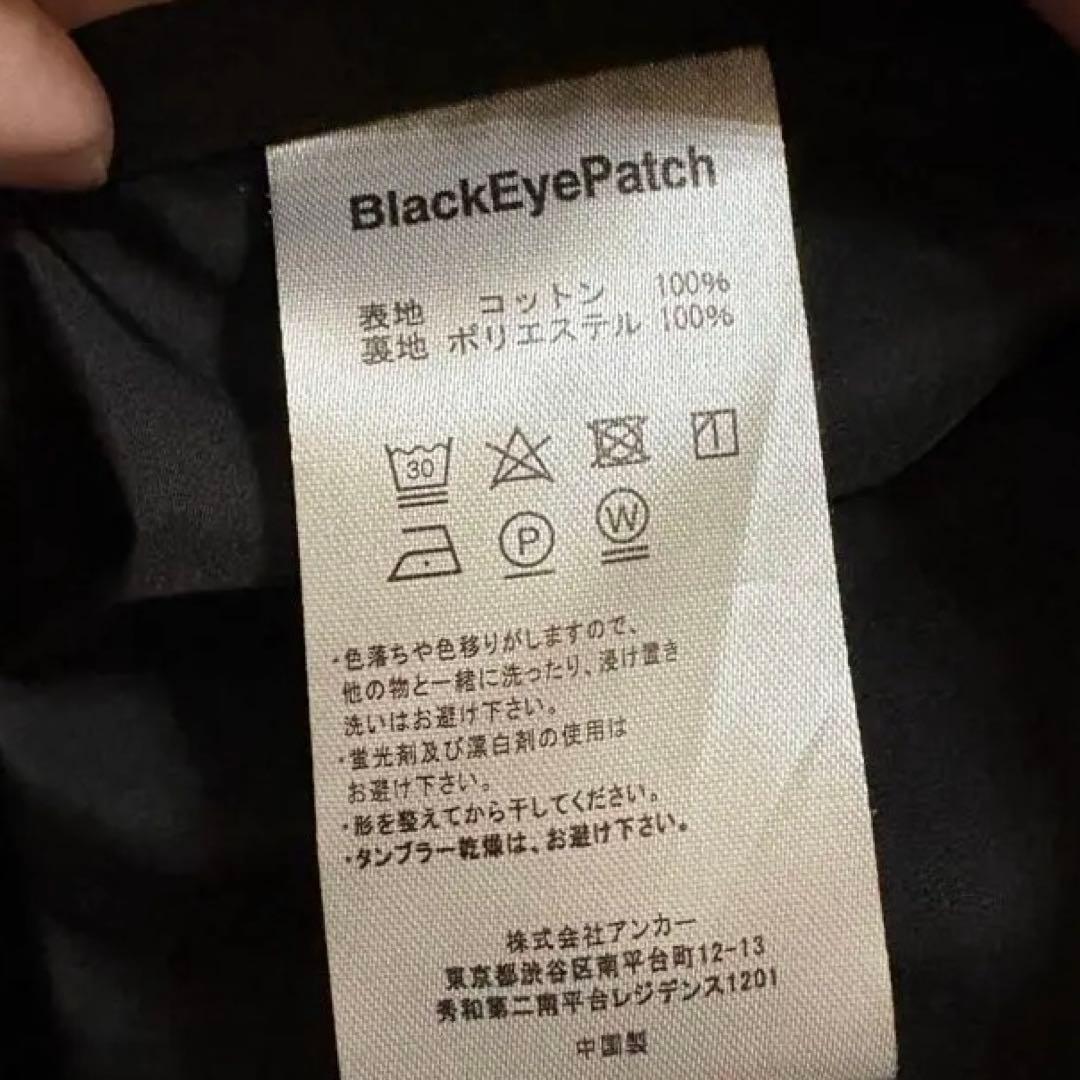 BlackEyePatch
表地 コットン 100%
裏地 ポリエステル 100%
30
P
W
・色落ちや色移りがしますので、
他の物と一緒に洗ったり、浸け置き
洗いはお避け下さい。
・蛍光剤及び漂白剤の使用は
お避け下さい。
・形を整えてから干してください。
・タンブラー乾燥は、お避け下さい。
株式会社アンカー
東京都渋谷区南平台町12-13
秀和第二南平台レジデンス1201
中国製